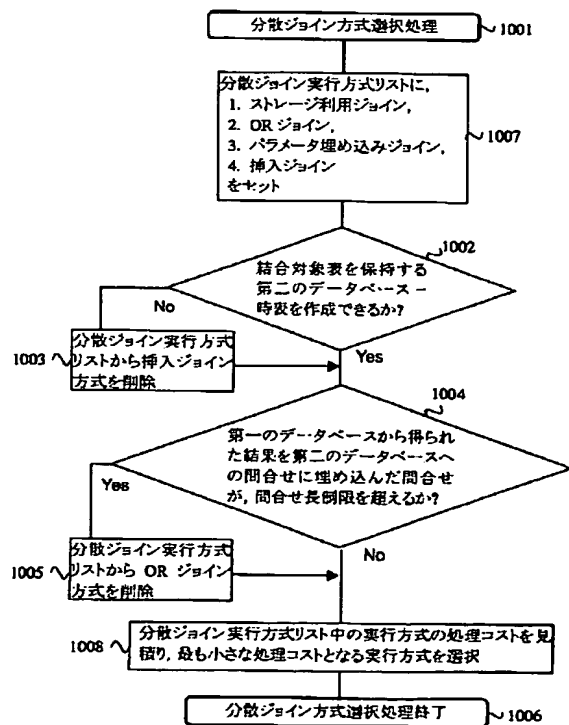 分散ジョイン方式選択処理
1001
分散ジョイン実行方式リストに,
1. ストレージ利用ジョイン,
2. ORジョイン,
3. パラメータ埋め込みジョイン,
4. 挿入ジョイン
をセット
1007
1002
結合対象表を保持する
第二のデータベース一
時表を作成できるか?
No
Yes
1003
分散ジョイン実行方式
リストから挿入ジョイン
方式を削除
1004
第一のデータベースから得られ
た結果を第二のデータベースへ
の問合せに埋め込んだ問合せ
が, 問合せ長制限を超えるか?
Yes
No
1005
分散ジョイン実行方式
リストから OR ジョイン
方式を削除
1008
分散ジョイン実行方式リスト中の実行方式の処理コストを見
積り, 最も小さな処理コストとなる実行方式を選択
分散ジョイン方式選択処理終了
1006